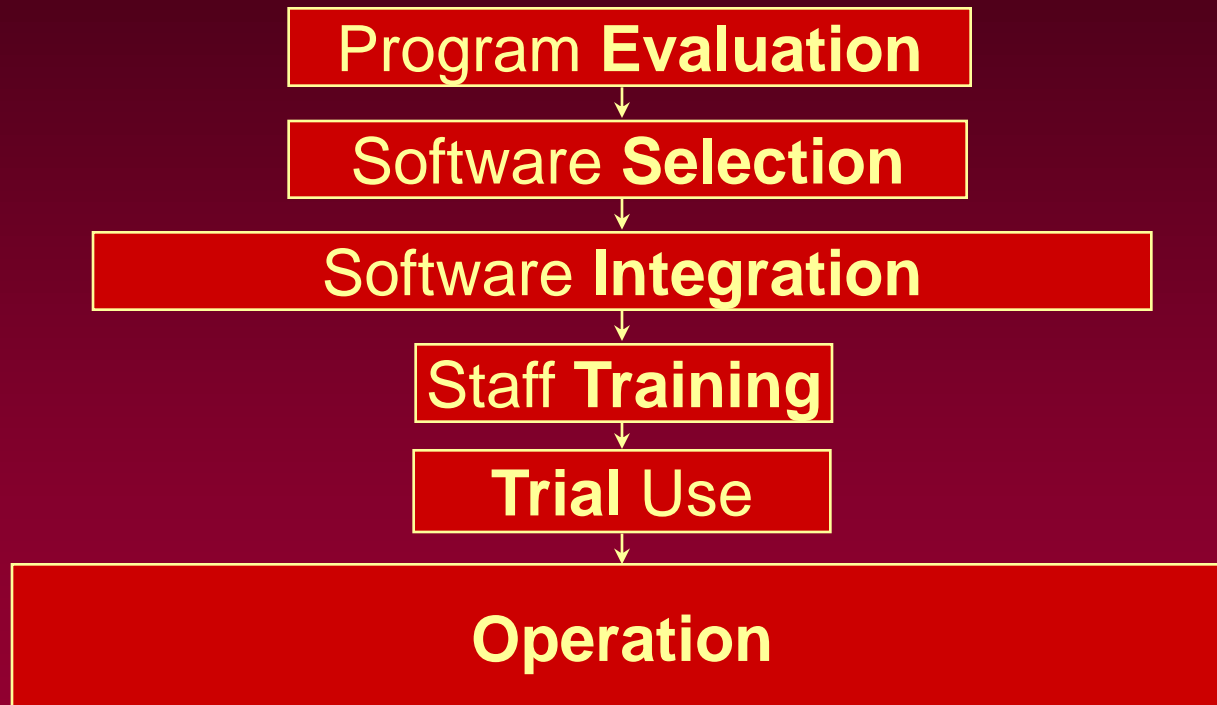 Program Evaluation
Software Selection
Software Integration
Staff Training
Trial Use
Operation